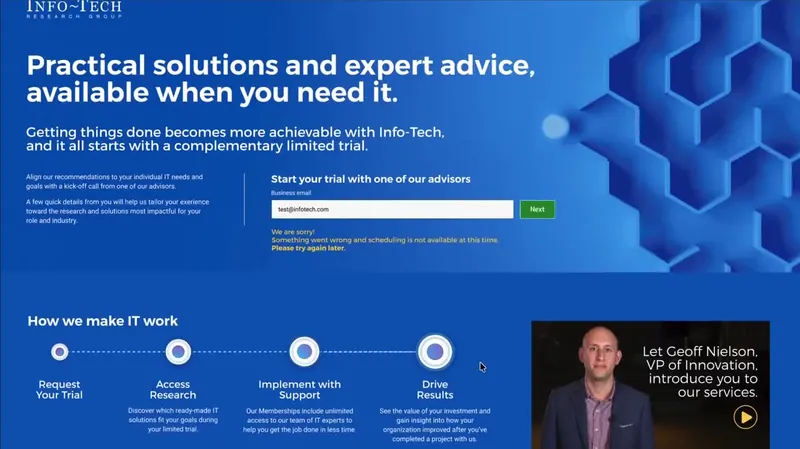 INFO~TECH
RESEARCH GROUP
Practical solutions and expert advice,
available when you need it.
Getting things done becomes more achievable with Info-Tech,
and it all starts with a complementary limited trial.
Align our recommendations to your individual IT needs and
goals with a kick-off call from one of our advisors.
A few quick details from you will help us tailor your exerience
toward the research and solutions most impactful for your
role and industry.
Start your trial with one of our advisors
Business email
test@infotech.com
Next
We are sorry!
Something went wrong and scheduling is not available at this time.
Please try again later.
How we make IT work
Request
Your Trial
Access
Research
Discover which ready-made IT
solutions fit your goals during
your limited trial.
Implement with
Support
Our Memberships include unlimited
access to our team of IT experts to
help you get the job done in less time.
Drive
Results
See the value of your investment and
gain insight into how your
organization improved after you've
completed a project with us.
Let Geoff Nielson,
VP of Innovation,
introduce you to
our services.